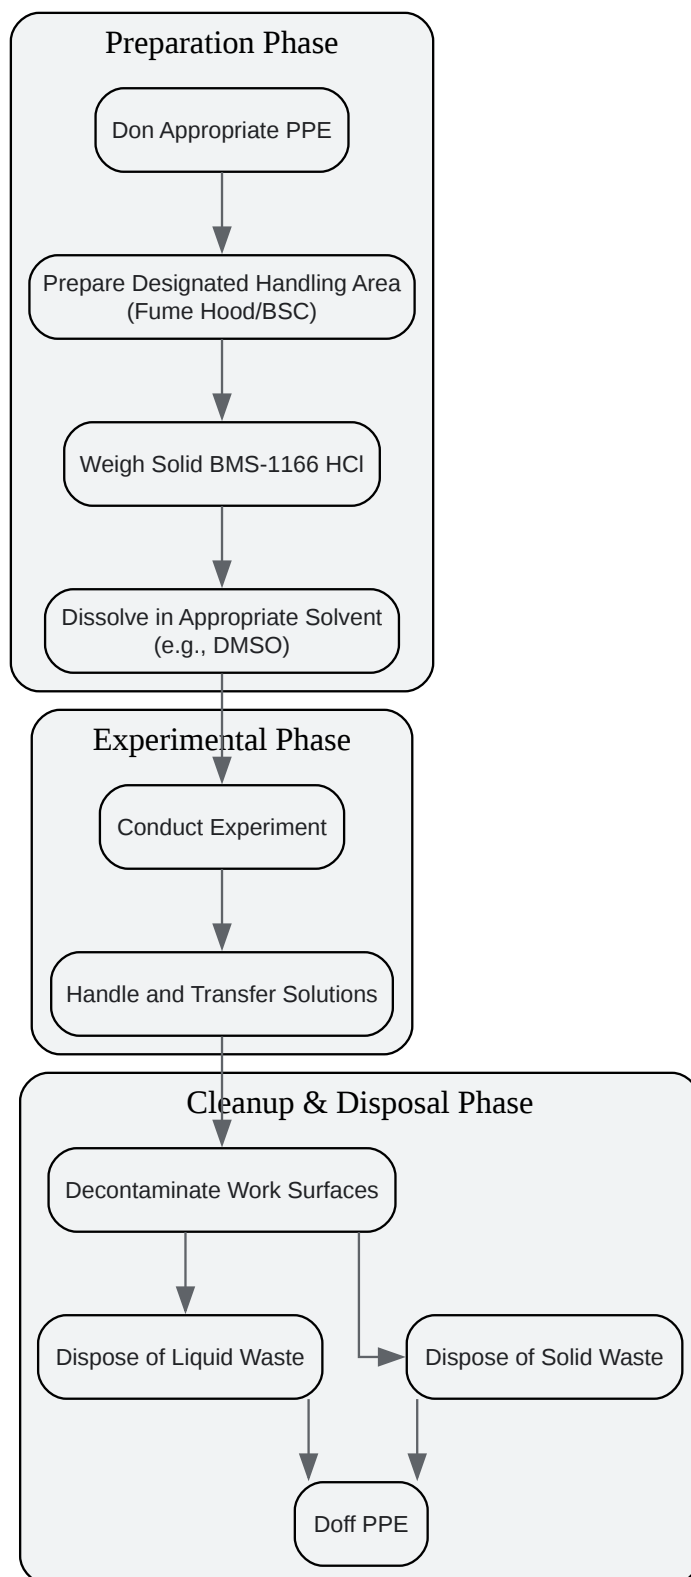 Preparation Phase
Don Appropriate PPE
Prepare Designated Handling Area
(Fume Hood/BSC)
Weigh Solid BMS-1166 HCl
Dissolve in Appropriate Solvent
(e.g., DMSO)
Experimental Phase
Conduct Experiment
Handle and Transfer Solutions
Cleanup & Disposal Phase
Decontaminate Work Surfaces
Dispose of Liquid Waste
Dispose of Solid Waste
Doff PPE